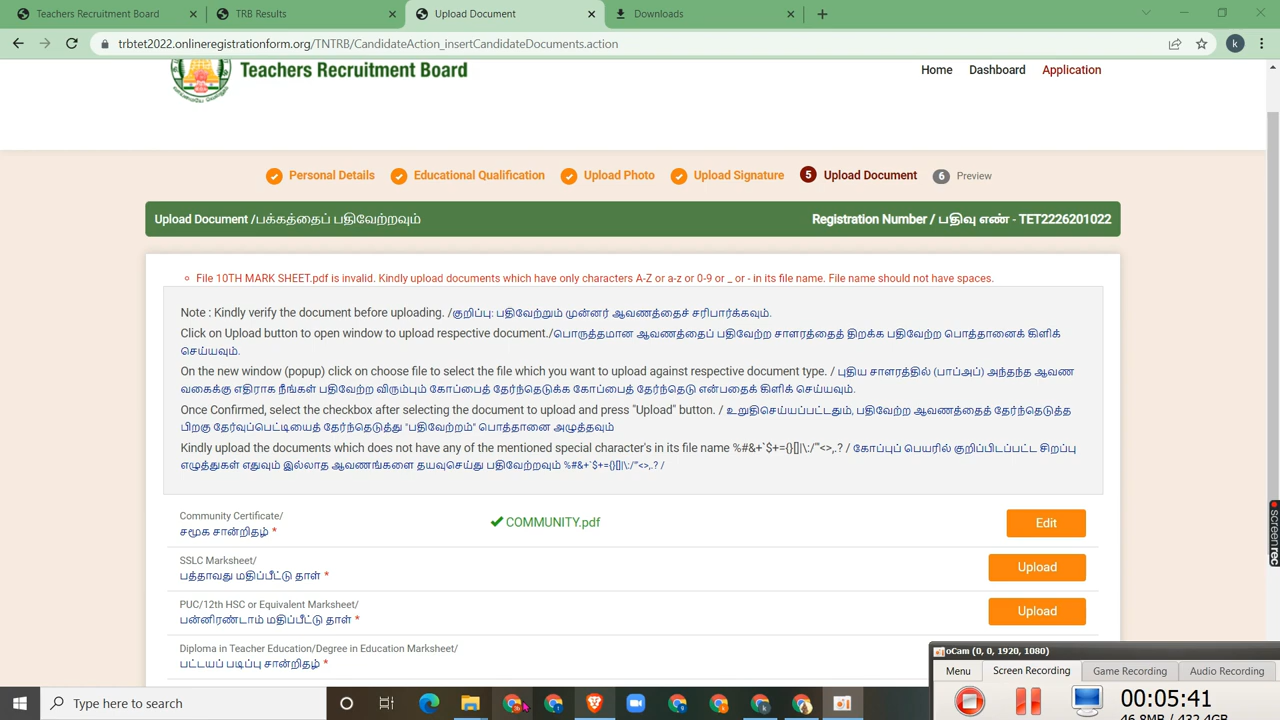 Teachers Recruitment Board
TRB Results
Upload Document
Downloads
trbtet2022.onlineregistrationform.org/TNTRB/CandidateAction_insertCandidateDocuments.action
k
Teachers Recruitment Board
Home
Dashboard
Application
Personal Details
Educational Qualification
Upload Photo
Upload Signature
5 Upload Document
6 Preview
Upload Document /பக்கத்தைப் பதிவேற்றவும்
Registration Number / பதிவு எண் - TET2226201022
File 10TH MARK SHEET.pdf is invalid. Kindly upload documents which have only characters A-Z or a-z or 0-9 or _ or - in its file name. File name should not have spaces.
Note : Kindly verify the document before uploading. /குறிப்பு: பதிவேற்றும் முன்னர் ஆவணத்தைச் சரிபார்க்கவும்.
Click on Upload button to open window to upload respective document./பொருத்தமான ஆவணத்தைப் பதிவேற்ற சாளரத்தைத் திறக்க பதிவேற்ற பொத்தானைக் கிளிக்
செய்யவும்.
On the new window (popup) click on choose file to select the file which you want to upload against respective document type. / புதிய சாளரத்தில் (பாப்அப்) அந்தந்த ஆவண
வகைக்கு எதிராக நீங்கள் பதிவேற்ற விரும்பும் கோப்பைத் தேர்ந்தெடுக்க கோப்பைத் தேர்ந்தெடு என்பதைக் கிளிக் செய்யவும்.
Once Confirmed, select the checkbox after selecting the document to upload and press "Upload" button. / உறுதிசெய்யப்பட்டதும், பதிவேற்ற ஆவணத்தைத் தேர்ந்தெடுத்த
பிறகு தேர்வுப்பெட்டியைத் தேர்ந்தெடுத்து "பதிவேற்றம்" பொத்தானை அழுத்தவும்
Kindly upload the documents which does not have any of the mentioned special character's in its file name %#&+`$+={}[]|\:/'"<>,.? / கோப்புப் பெயரில் குறிப்பிடப்பட்ட சிறப்பு
எழுத்துகள் எதுவும் இல்லாத ஆவணங்களை தயவுசெய்து பதிவேற்றவும் %#&+`$+={}[]|\:/'"<>,.? /
Community Certificate/
சமூக சான்றிதழ் *
COMMUNITY.pdf
Edit
SSLC Marksheet/
பத்தாவது மதிப்பீட்டு தாள் *
Upload
PUC/12th HSC or Equivalent Marksheet/
பன்னிரண்டாம் மதிப்பீட்டு தாள் *
Upload
Diploma in Teacher Education/Degree in Education Marksheet/
பட்டயப் படிப்பு சான்றிதழ் *
screenrec
oCam (0, 0, 1920, 1080)
Menu
Screen Recording
Game Recording
Audio Recording
00:05:41
46.8MB / 432.4GB
Type here to search